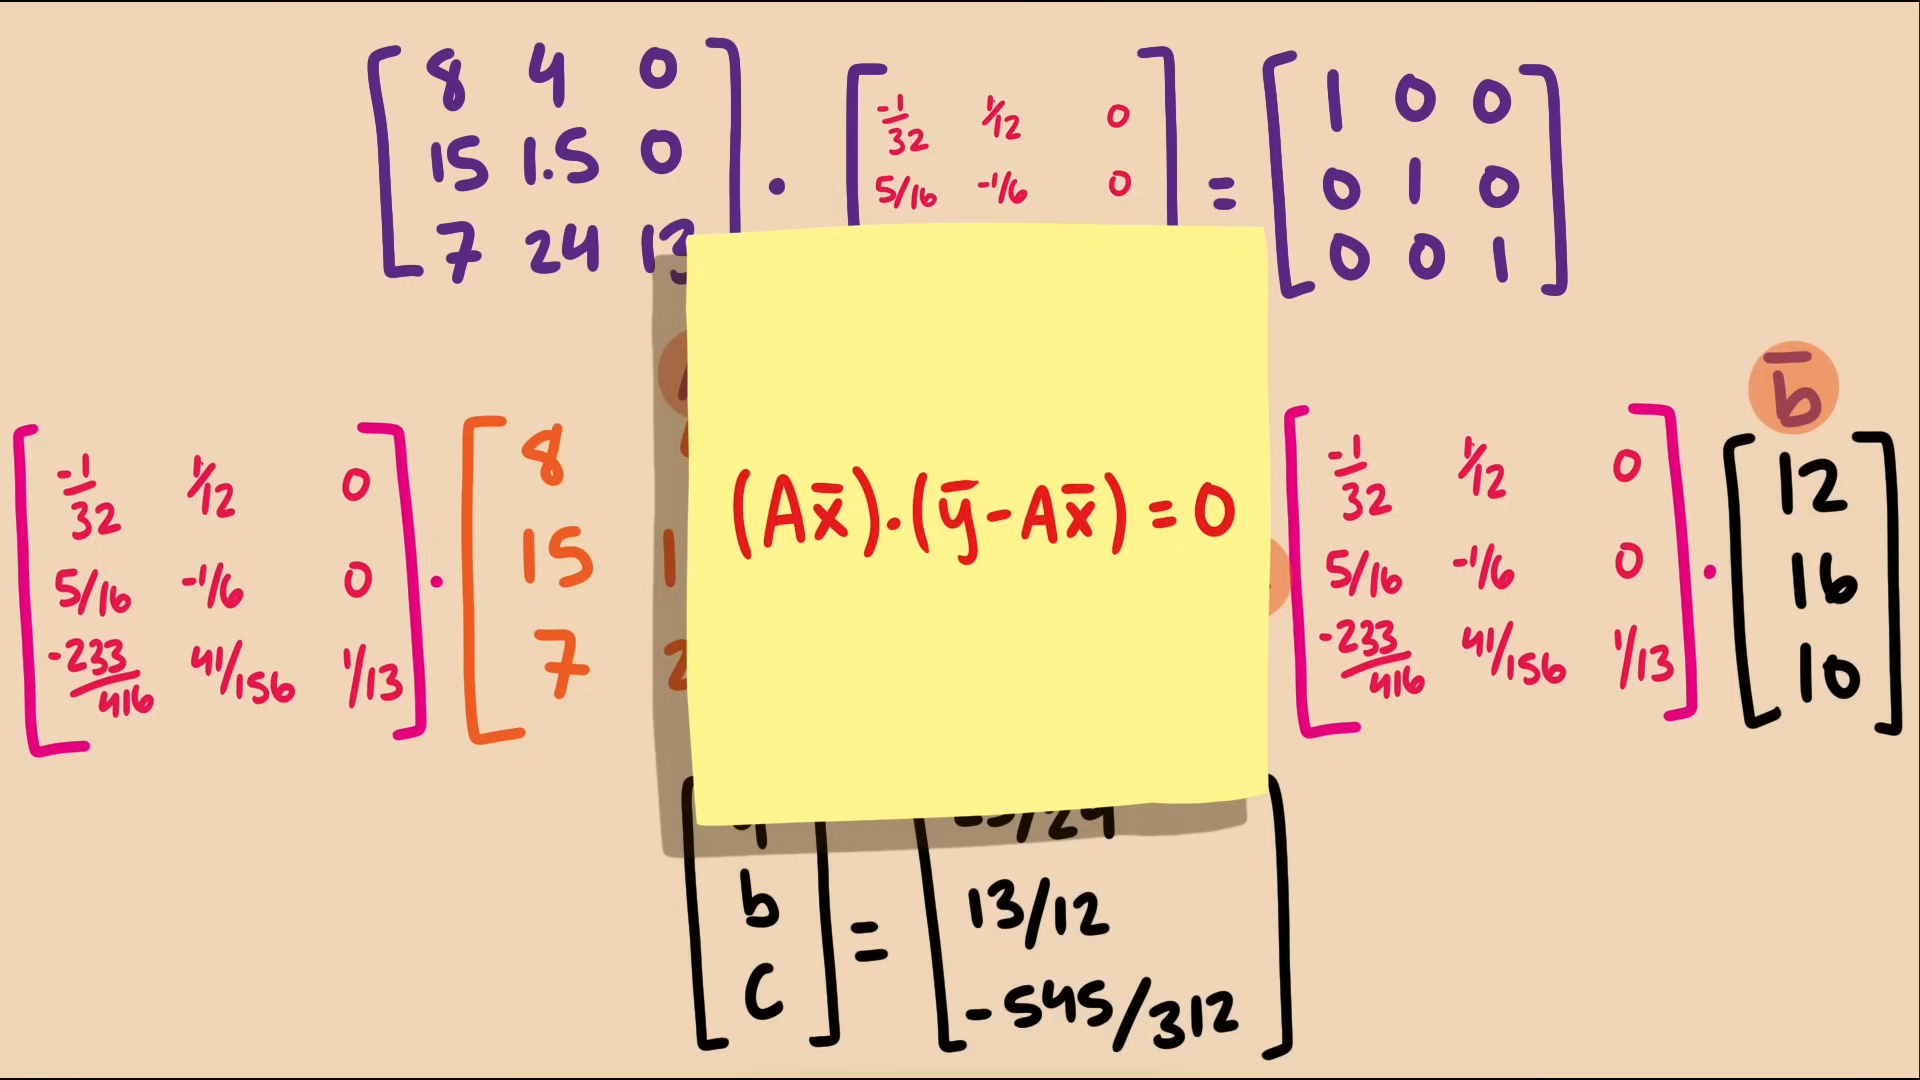 8 4 0 -1/32 1/12 0 1 0 0
15 1.5 0 · 5/16 -1/6 0 = 0 1 0
7 24 13 0 0 1
b̄
-1/32 1/12 0 8 -1/32 1/12 0 12
(Ax̄)·(ȳ-Ax̄) = 0
5/16 -1/6 0 · 15 5/16 -1/6 0 · 16
-233/416 41/156 1/13 7 -233/416 41/156 1/13 10
b = 13/12
c -545/312